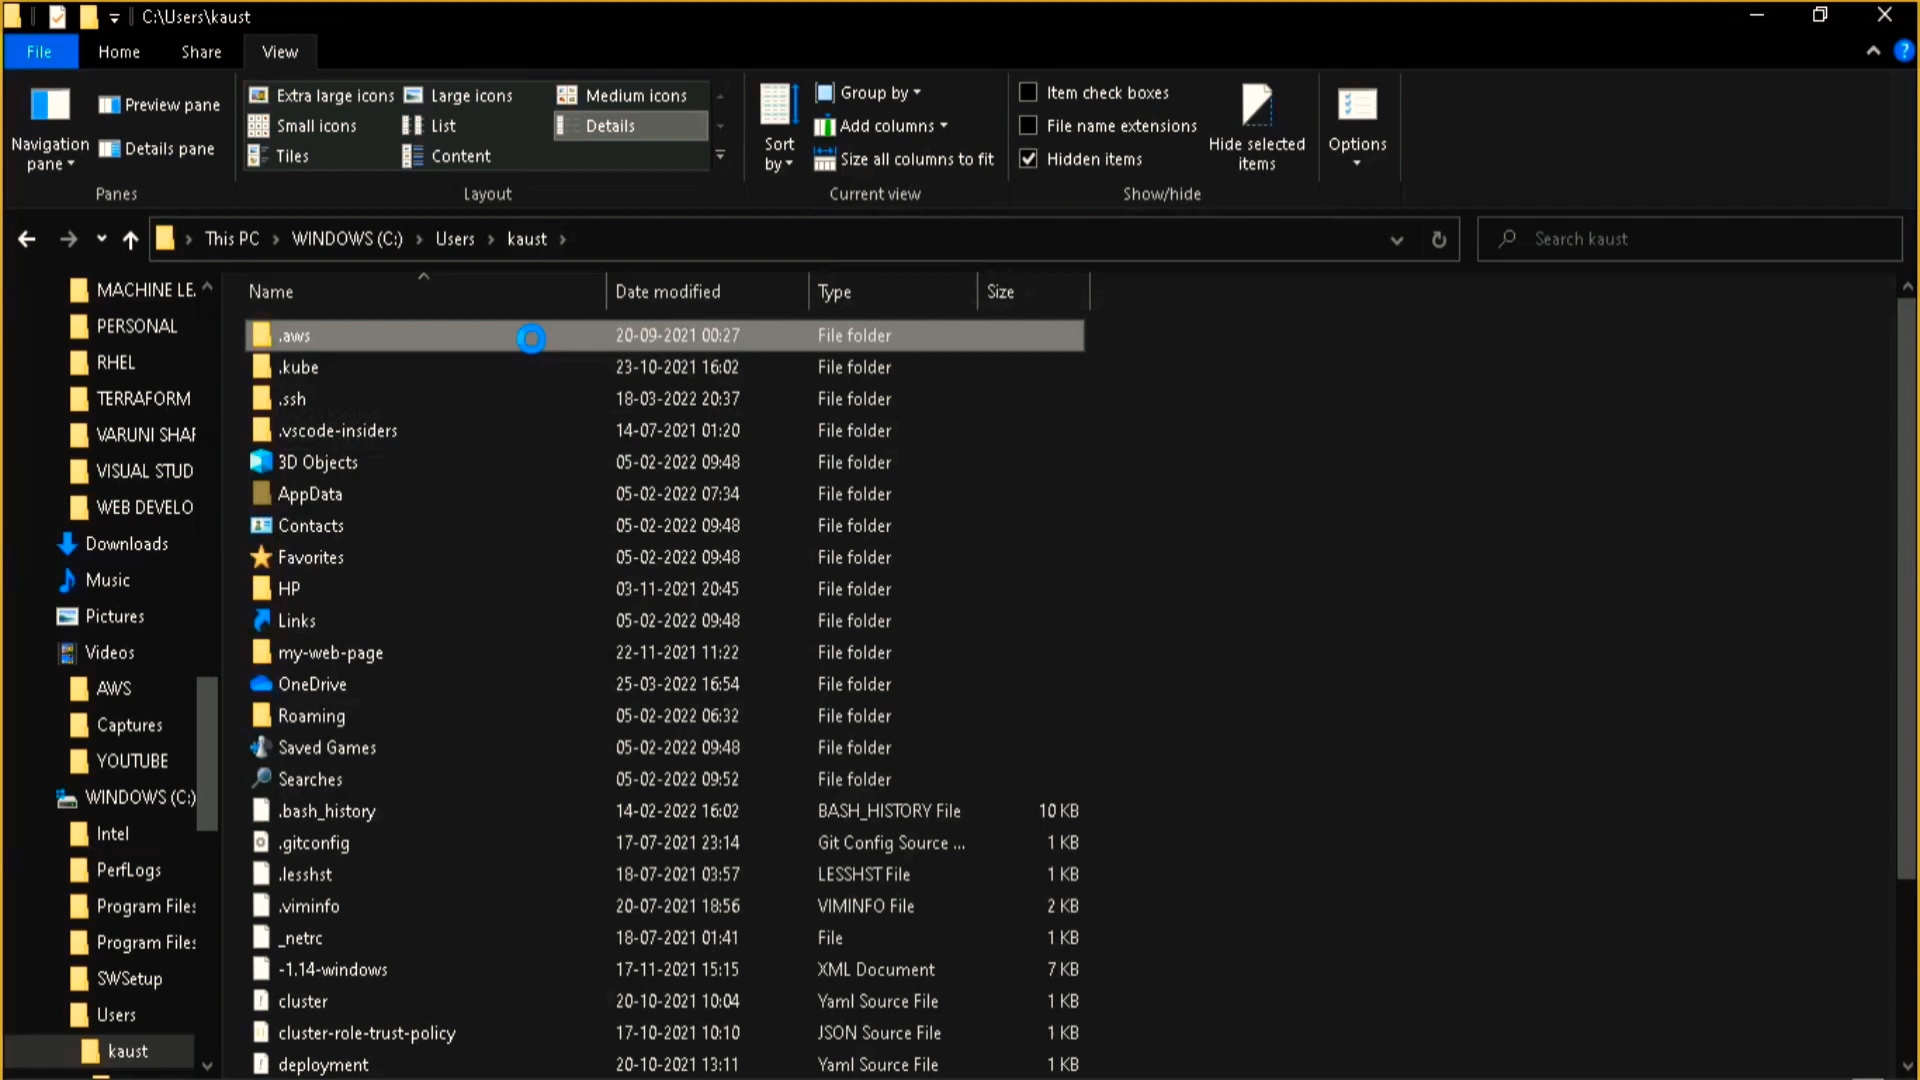 C:\Users\kaust
File Home Share View
Navigation pane
Preview pane
Details pane
Panes
Extra large icons Large icons Medium icons
Small icons List Details
Tiles Content
Layout
Sort by
Group by
Add columns
Size all columns to fit
Current view
Item check boxes
File name extensions
Hidden items
Hide selected items
Show/hide
Options
This PC > WINDOWS (C:) > Users > kaust >
Search kaust
MACHINE LE.
PERSONAL
RHEL
TERRAFORM
VARUNI SHAR
VISUAL STUD
WEB DEVELO
Downloads
Music
Pictures
Videos
AWS
Captures
YOUTUBE
WINDOWS (C:)
Intel
PerfLogs
Program Files
Program Files
SWSetup
Users
kaust
Name Date modified Type Size
.aws 20-09-2021 00:27 File folder
.kube 23-10-2021 16:02 File folder
.ssh 18-03-2022 20:37 File folder
.vscode-insiders 14-07-2021 01:20 File folder
3D Objects 05-02-2022 09:48 File folder
AppData 05-02-2022 07:34 File folder
Contacts 05-02-2022 09:48 File folder
Favorites 05-02-2022 09:48 File folder
HP 03-11-2021 20:45 File folder
Links 05-02-2022 09:48 File folder
my-web-page 22-11-2021 11:22 File folder
OneDrive 25-03-2022 16:54 File folder
Roaming 05-02-2022 06:32 File folder
Saved Games 05-02-2022 09:48 File folder
Searches 05-02-2022 09:52 File folder
.bash_history 14-02-2022 16:02 BASH_HISTORY File 10 KB
.gitconfig 17-07-2021 23:14 Git Config Source ... 1 KB
.lesshst 18-07-2021 03:57 LESSHST File 1 KB
.viminfo 20-07-2021 18:56 VIMINFO File 2 KB
_netrc 18-07-2021 01:41 File 1 KB
-1.14-windows 17-11-2021 15:15 XML Document 7 KB
cluster 20-10-2021 10:04 Yaml Source File 1 KB
cluster-role-trust-policy 17-10-2021 10:10 JSON Source File 1 KB
deployment 20-10-2021 13:11 Yaml Source File 1 KB